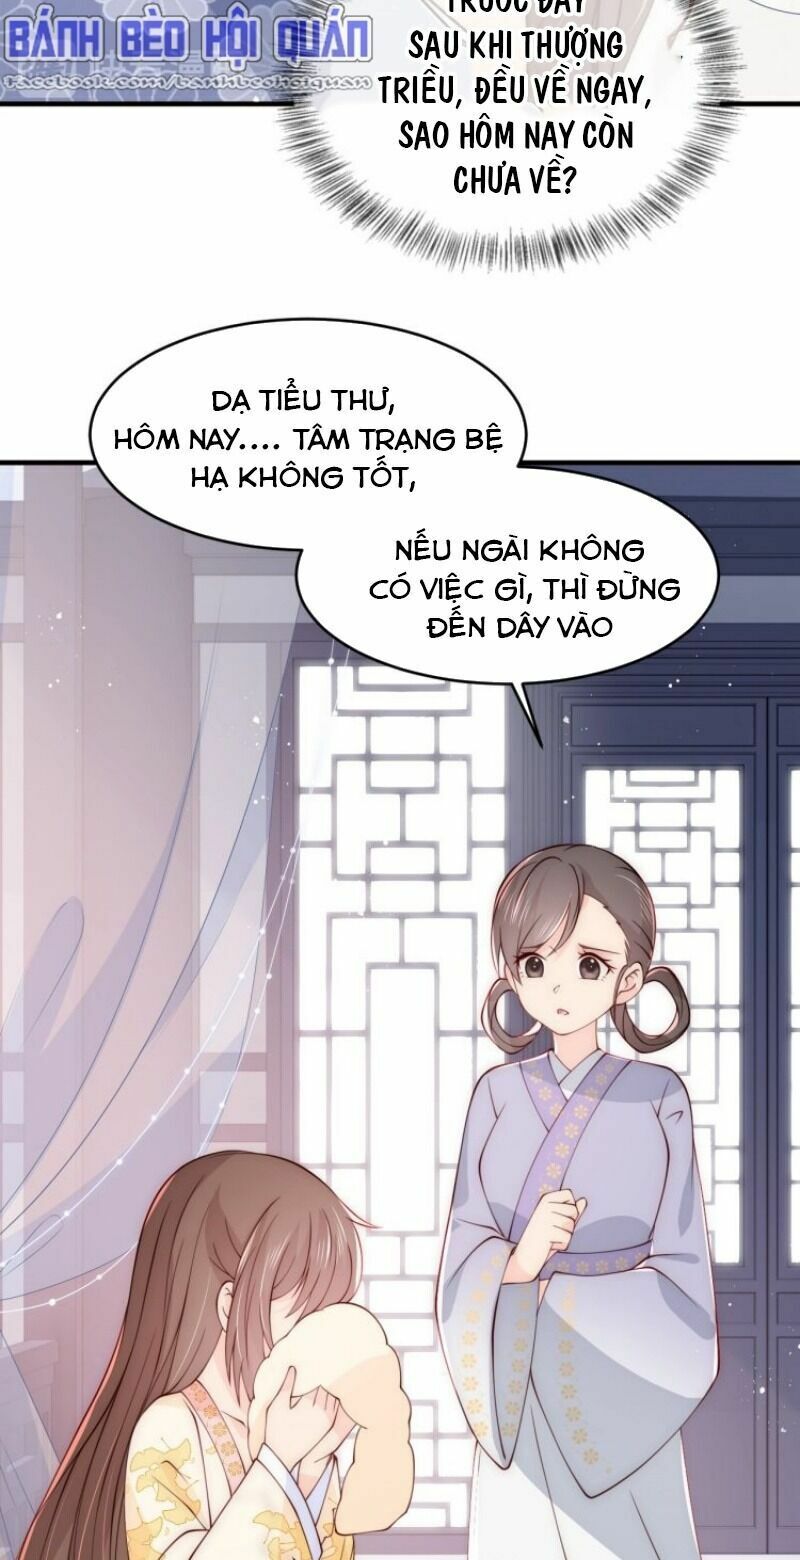 BÁNH BÈO HỘI QUÁN
facebook.com/banhbeohoiquan
TRƯỚC ĐÂY
SAU KHI THƯỢNG
TRIỀU, ĐỀU VỀ NGAY,
SAO HÔM NAY CÒN
CHƯA VỀ?
DẠ TIỂU THƯ,
HÔM NAY.... TÂM TRẠNG BỆ
HẠ KHÔNG TỐT,
NẾU NGÀI KHÔNG
CÓ VIỆC GÌ, THÌ ĐỪNG
ĐẾN DÂY VÀO